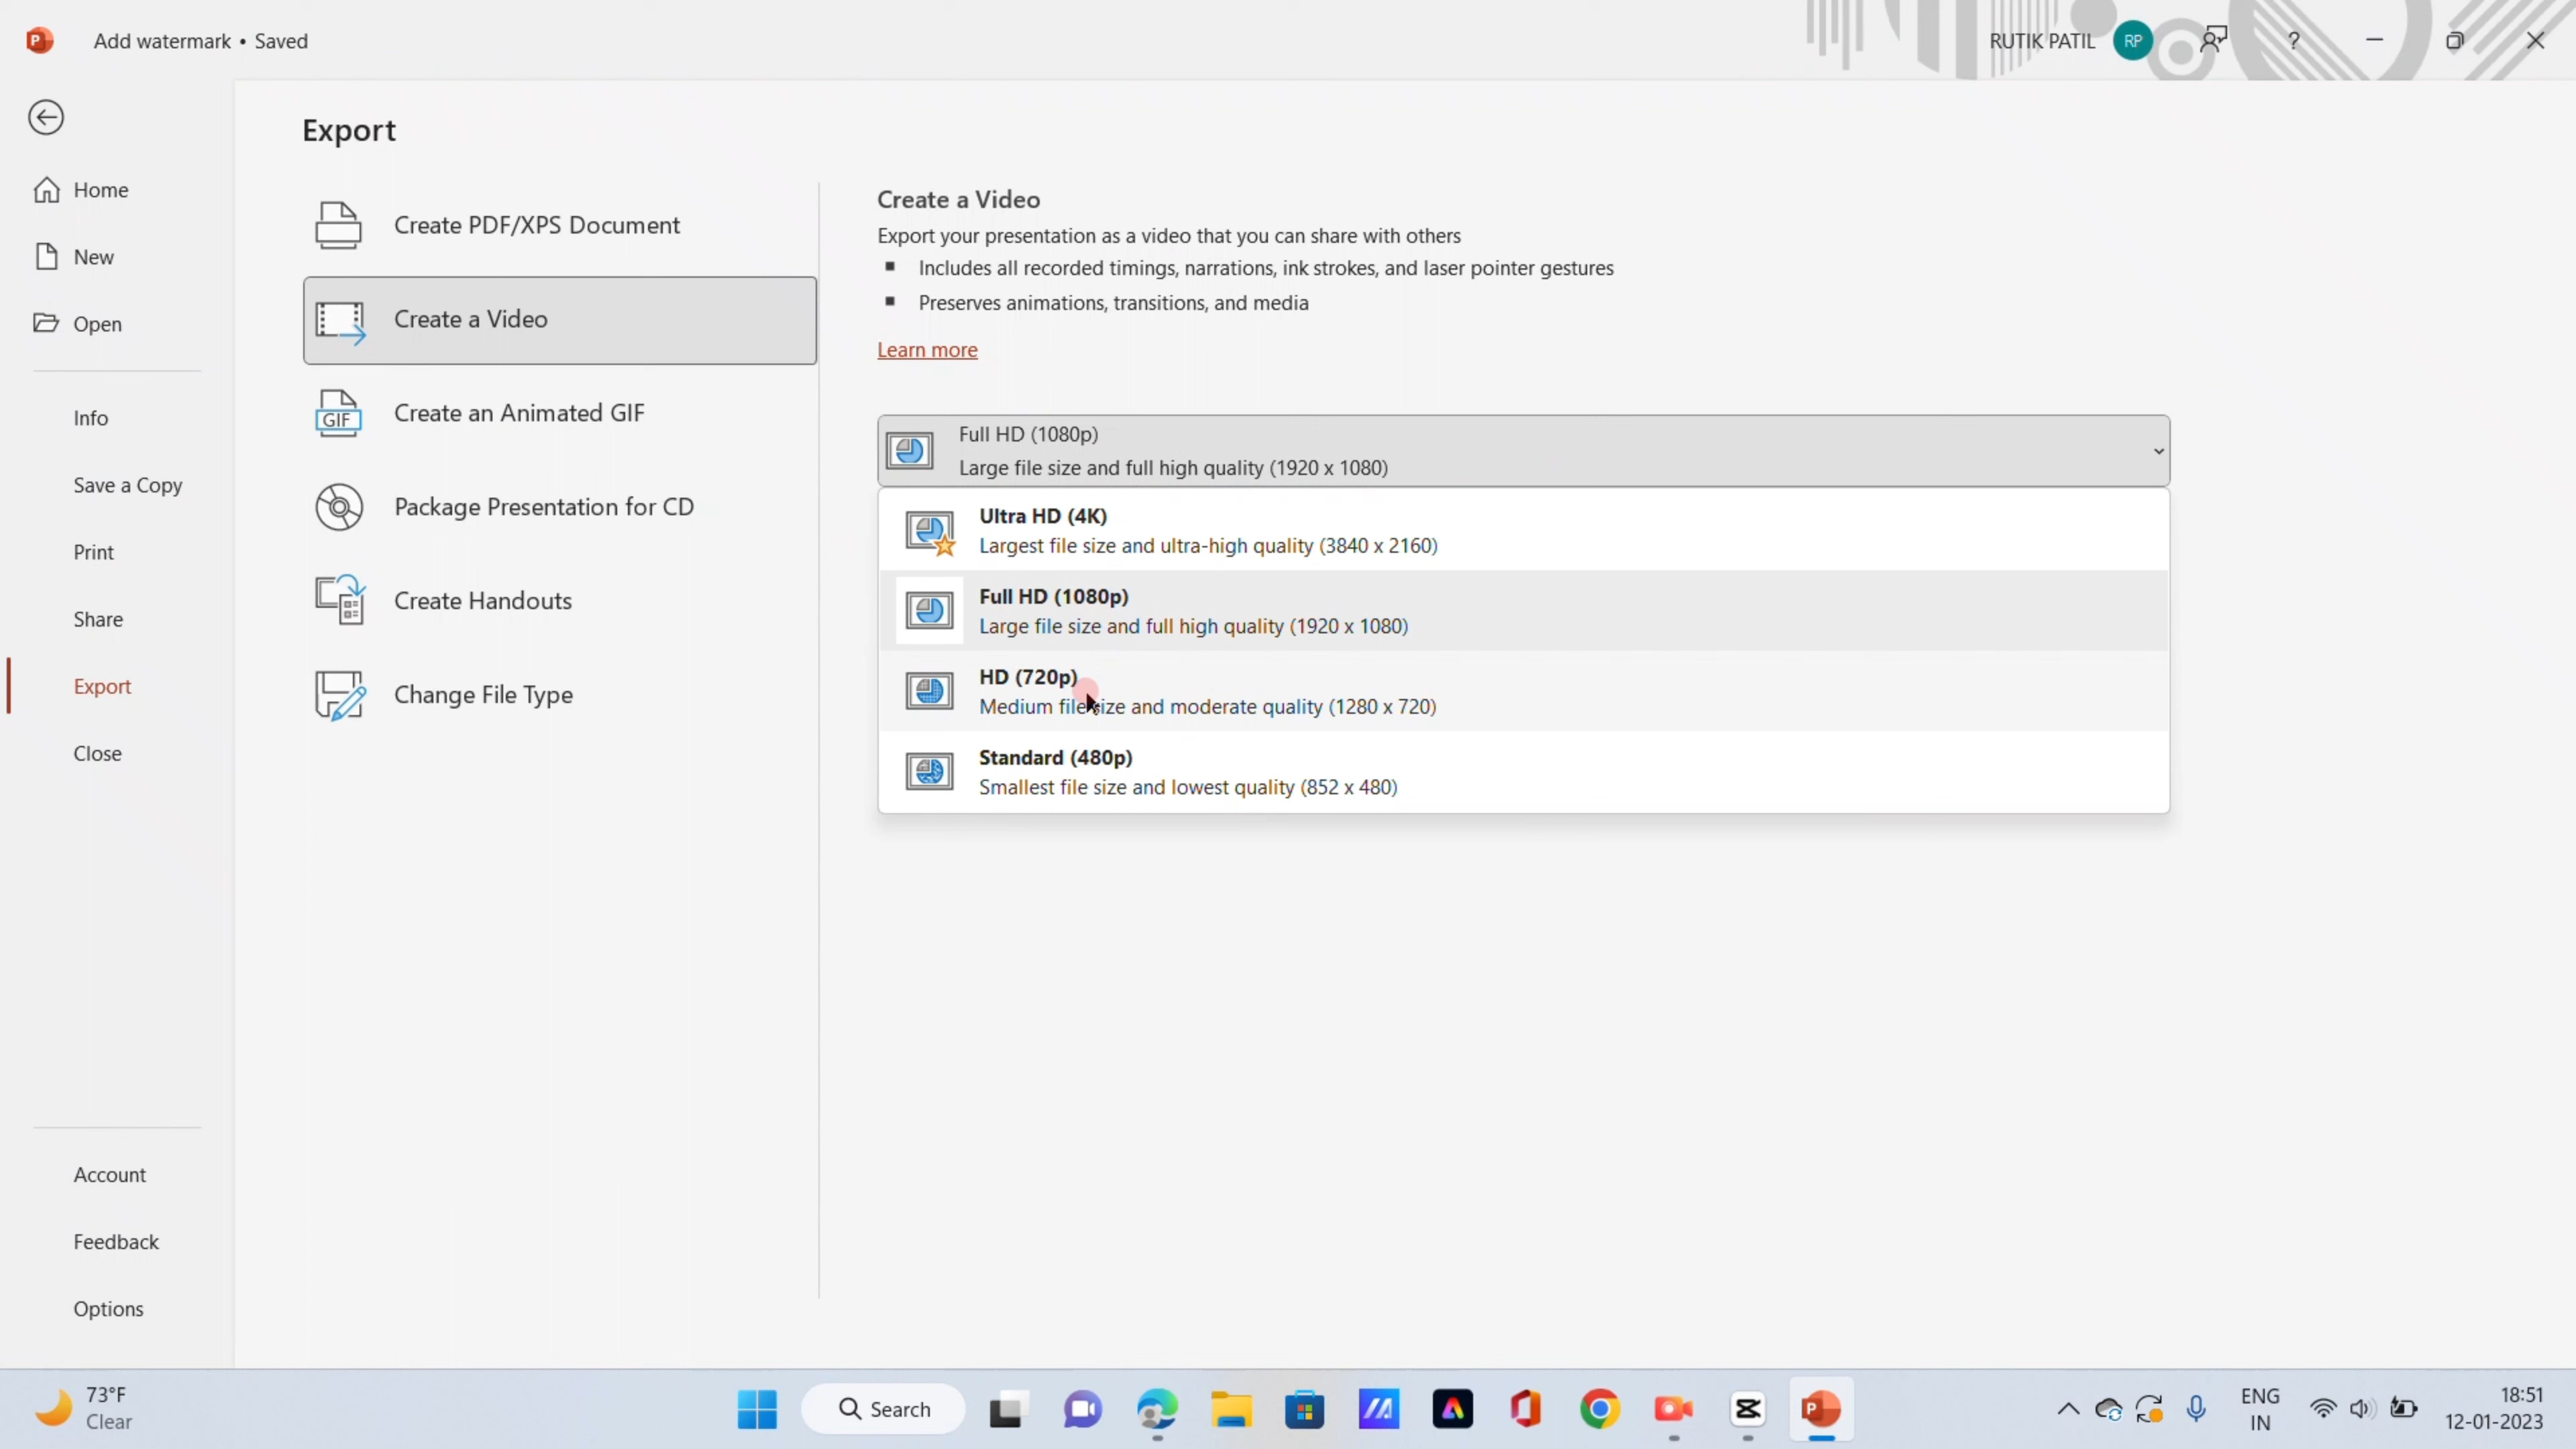 Add watermark • Saved
RUTIK PATIL
RP
?
Home
New
Open
Info
Save a Copy
Print
Share
Export
Close
Account
Feedback
Options
Export
Create PDF/XPS Document
Create a Video
GIF
Create an Animated GIF
Package Presentation for CD
Create Handouts
Change File Type
Create a Video
Export your presentation as a video that you can share with others
▪ Includes all recorded timings, narrations, ink strokes, and laser pointer gestures
▪ Preserves animations, transitions, and media
Learn more
Full HD (1080p)
Large file size and full high quality (1920 x 1080)
Ultra HD (4K)
Largest file size and ultra-high quality (3840 x 2160)
Full HD (1080p)
Large file size and full high quality (1920 x 1080)
HD (720p)
Medium file size and moderate quality (1280 x 720)
Standard (480p)
Smallest file size and lowest quality (852 x 480)
73°F
Clear
Search
ENG
IN
18:51
12-01-2023